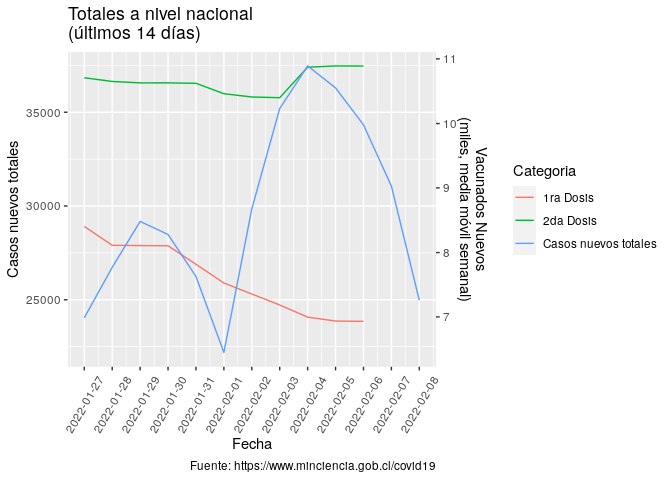 Totales a nivel nacional
(últimos 14 días)
Casos nuevos totales
35000
30000
25000
11
10
9
8
7
Vacunados Nuevos
(miles, media móvil semanal)
2022-01-27
2022-01-28
2022-01-29
2022-01-30
2022-01-31
2022-02-01
2022-02-02
2022-02-03
2022-02-04
2022-02-05
2022-02-06
2022-02-07
2022-02-08
Fecha
Categoria
1ra Dosis
2da Dosis
Casos nuevos totales
Fuente: https://www.minciencia.gob.cl/covid19